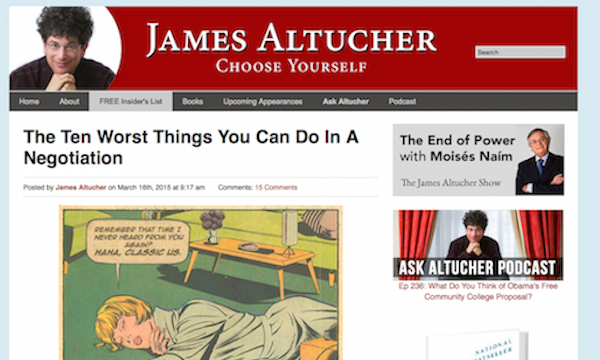 JAMES ALTUCHER
CHOOSE YOURSELF
Search
Home About FREE Insider's List Books Upcoming Appearances Ask Altucher Podcast
The Ten Worst Things You Can Do In A
Negotiation
Posted by James Altucher on March 16th, 2015 at 9:17 am Comments: 15 Comments
REMEMBER THAT TIME I
NEVER HEARD FROM YOU
AGAIN?
HAHA, CLASSIC US.
The End of Power
with Moisés Naím
The James Altucher Show
ASK ALTUCHER PODCAST
Ep 236: What Do You Think of Obama's Free
Community College Proposal?
NATIONAL
BESTSELLER